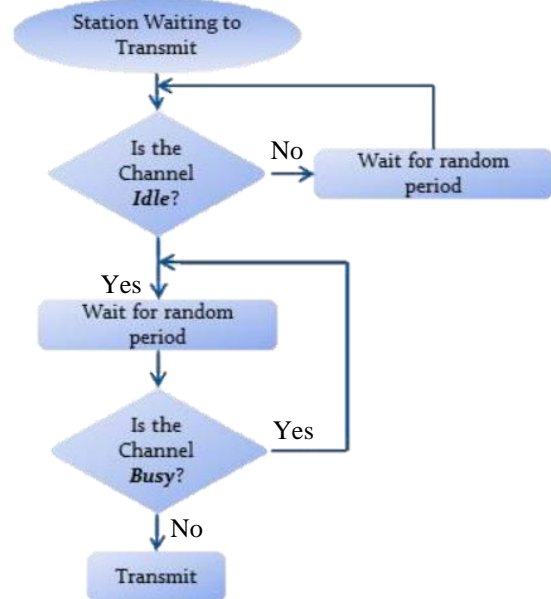 Station Waiting to
Transmit
Is the
Channel
Idle?
No
Wait for random
period
Yes
Wait for random
period
Is the
Channel
Busy?
Yes
No
Transmit